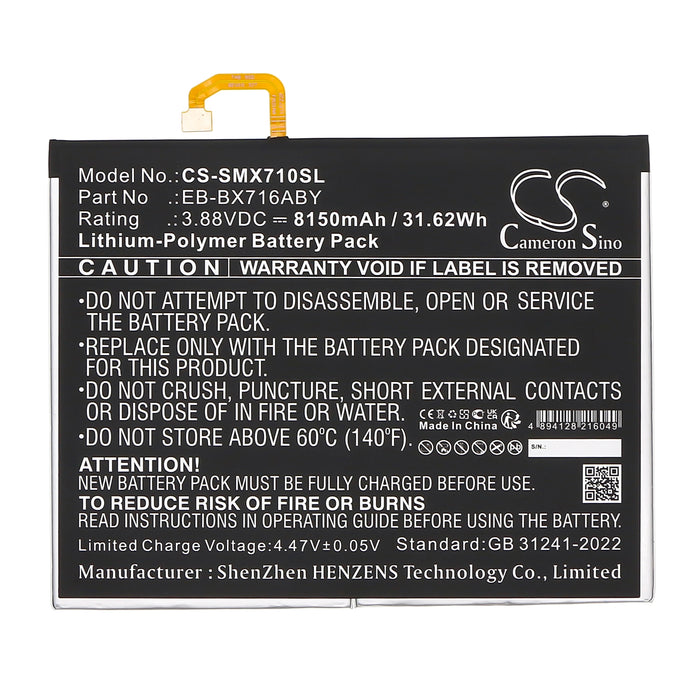 Model No.:CS-SMX710SL
Part No :EB-BX716ABY
Rating :3.88VDC ⎓ 8150mAh / 31.62Wh
Lithium-Polymer Battery Pack
CS
Cameron Sino
CAUTION WARRANTY VOID IF LABEL IS REMOVED
•DO NOT ATTEMPT TO DISASSEMBLE, OPEN OR SERVICE
THE BATTERY PACK.
•REPLACE ONLY WITH THE BATTERY PACK DESIGNATED
FOR THIS APPLICATION.
•DO NOT CRUSH, PUNCTURE, SHORT EXTERNAL CONTACTS
OR DISPOSE OF IN FIRE OR WATER.
•DO NOT STORE ABOVE 60°C (140°F).
Made In China
4 894128 216049
S/N.:
ATTENTION!
NEW BATTERY PACK MUST BE FULLY CHARGED BEFORE USE.
TO REDUCE RISK OF FIRE OR BURNS
READ INSTRUCTIONS IN OPERATING GUIDE BEFORE USING BATTERY.
Limited Charge Voltage:4.47V±0.05V Standard:GB 31241-2022
Manufacturer: ShenZhen HENZENS Technology Co., Limited